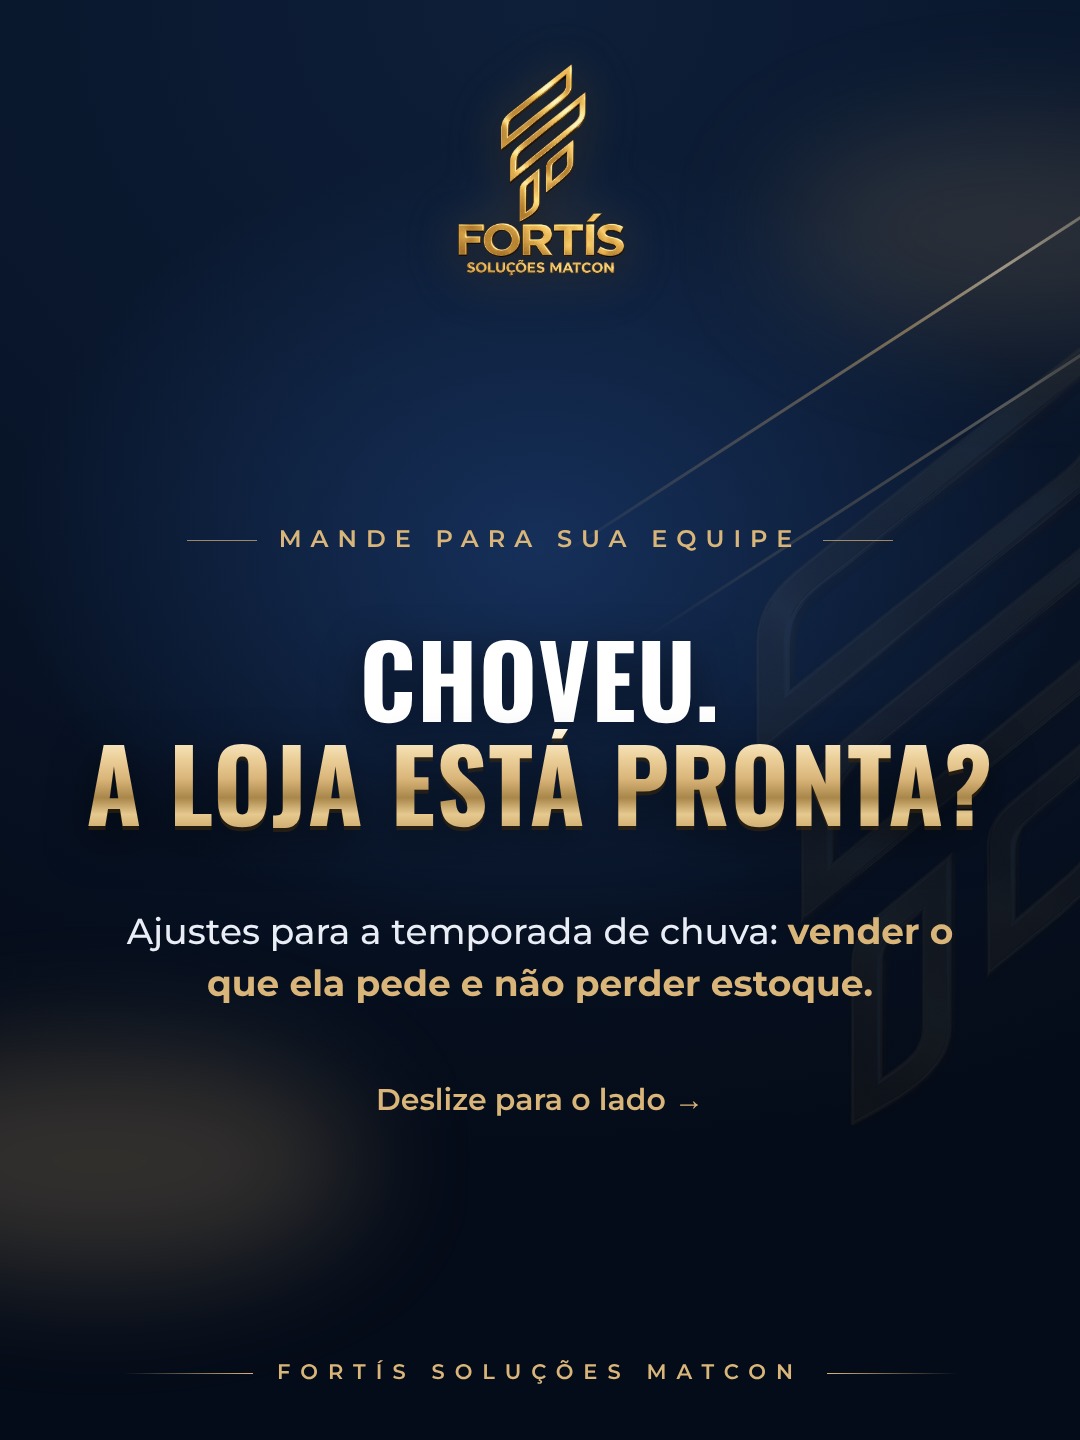 FORTÍS
SOLUÇÕES MATCON
MANDE PARA SUA EQUIPE
CHOVEU.
A LOJA ESTÁ PRONTA?
Ajustes para a temporada de chuva: vender o
que ela pede e não perder estoque.
Deslize para o lado →
FORTÍS SOLUÇÕES MATCON